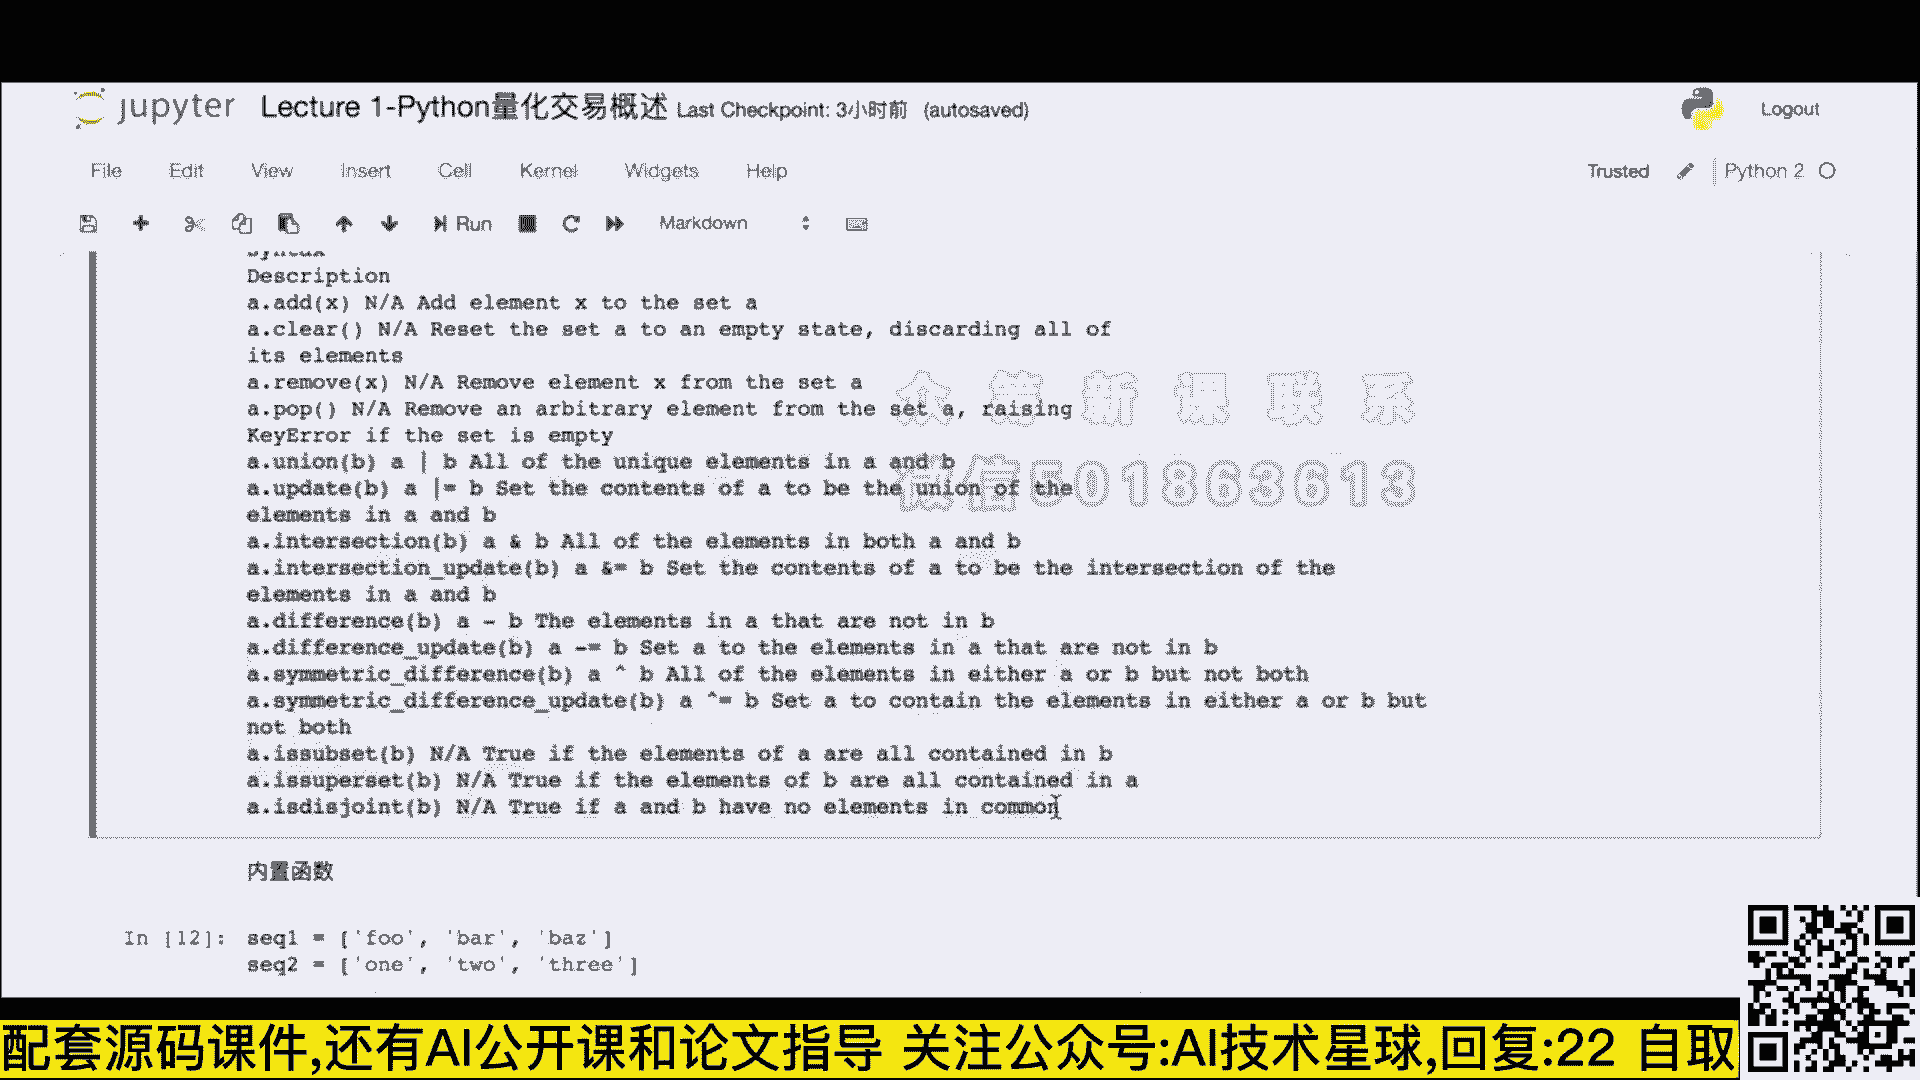 jupyter Lecture 1-Python量化交易概述 Last Checkpoint: 3小时前 (autosaved)
Logout
File Edit View Insert Cell Kernel Widgets Help
Trusted Python 2
Run Markdown
Description
a.add(x) N/A Add element x to the set a
a.clear() N/A Reset the set a to an empty state, discarding all of
its elements
a.remove(x) N/A Remove element x from the set a
a.pop() N/A Remove an arbitrary element from the set a, raising
KeyError if the set is empty
a.union(b) a | b All of the unique elements in a and b
a.update(b) a |= b Set the contents of a to be the union of the
elements in a and b
a.intersection(b) a & b All of the elements in both a and b
a.intersection_update(b) a &= b Set the contents of a to be the intersection of the
elements in a and b
a.difference(b) a - b The elements in a that are not in b
a.difference_update(b) a -= b Set a to the elements in a that are not in b
a.symmetric_difference(b) a ^ b All of the elements in either a or b but not both
a.symmetric_difference_update(b) a ^= b Set a to contain the elements in either a or b but
not both
a.issubset(b) N/A True if the elements of a are all contained in b
a.issuperset(b) N/A True if the elements of b are all contained in a
a.isdisjoint(b) N/A True if a and b have no elements in common
新课联系
微信501863613
内置函数
In [12]: seq1 = ['foo', 'bar', 'baz']
seq2 = ['one', 'two', 'three']
配套源码课件,还有AI公开课和论文指导 关注公众号:AI技术星球,回复:22 自取